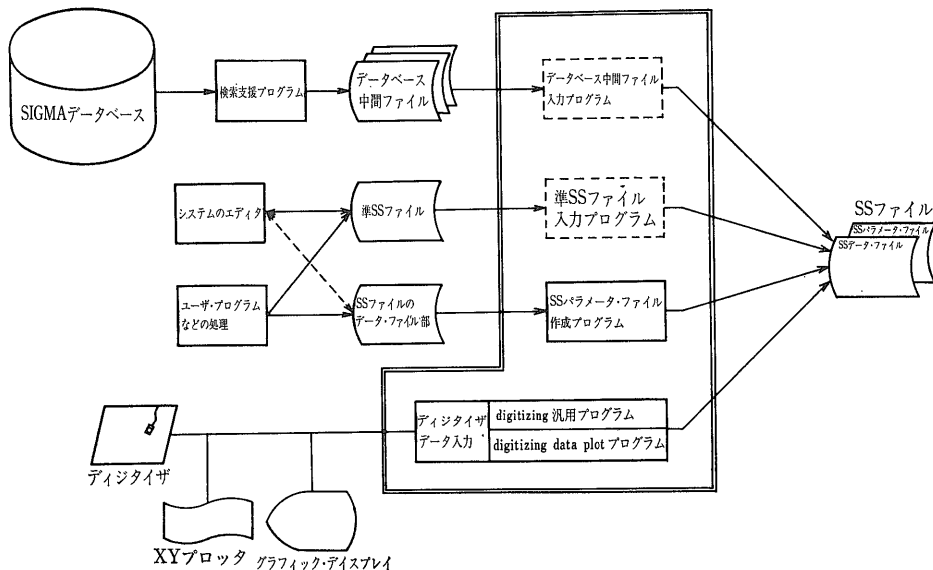 SIGMAデータベース
検索支援プログラム
データベース
中間ファイル
データベース中間ファイル
入力プログラム
システムのエディタ
準SSファイル
準SSファイル
入力プログラム
SSファイル
SSパラメータ・ファイル
SSデータ・ファイル
ユーザ・プログラム
などの処理
SSファイルの
データ・ファイル部
SSパラメータ・ファイル
作成プログラム
ディジタイザ
データ入力
digitizing 汎用プログラム
digitizing data plot プログラム
ディジタイザ
XYプロッタ
グラフィック・デイスプレイ